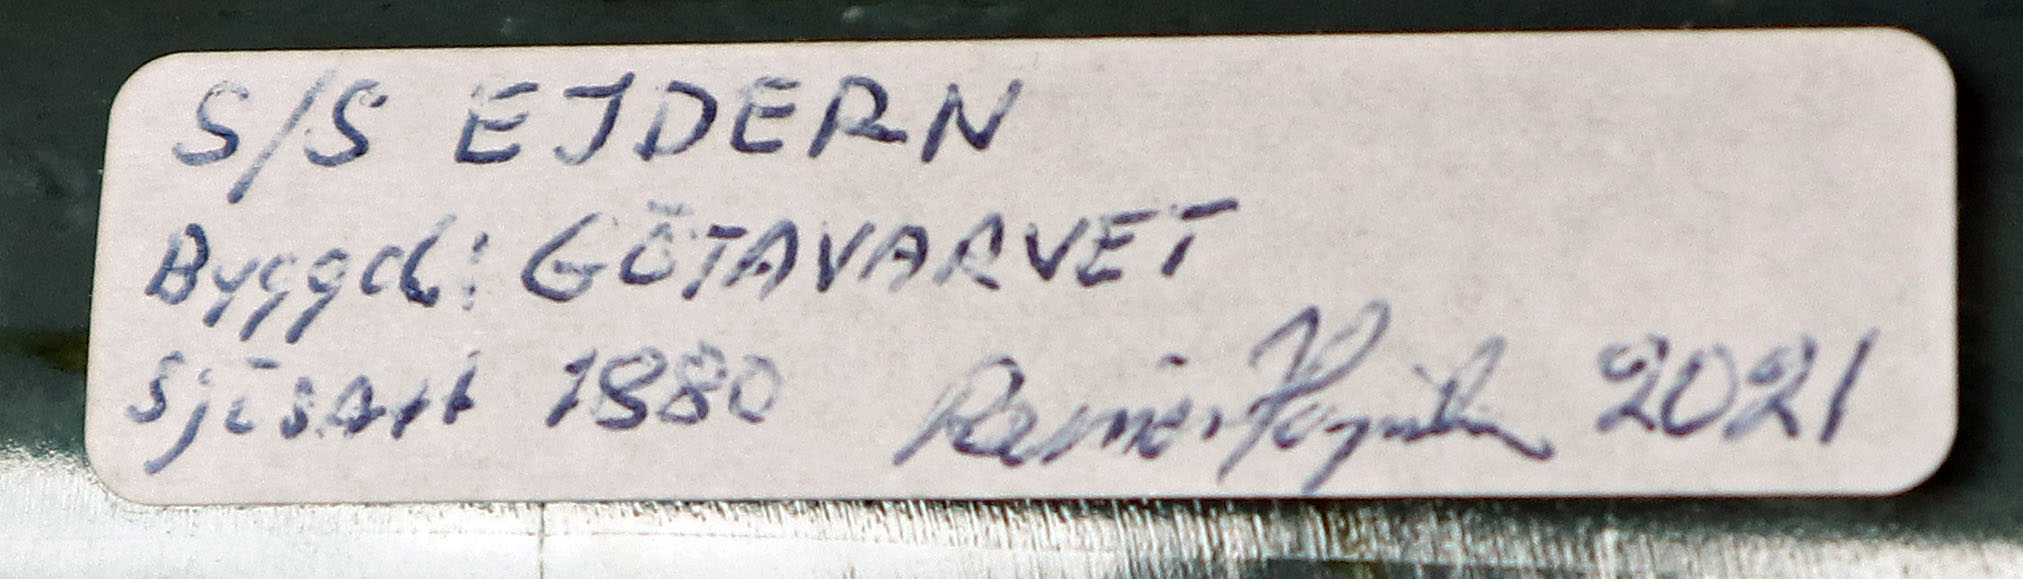 S/S EJDERN
Byggd: GÖTAVARVET
Sjösatt 1880 2021